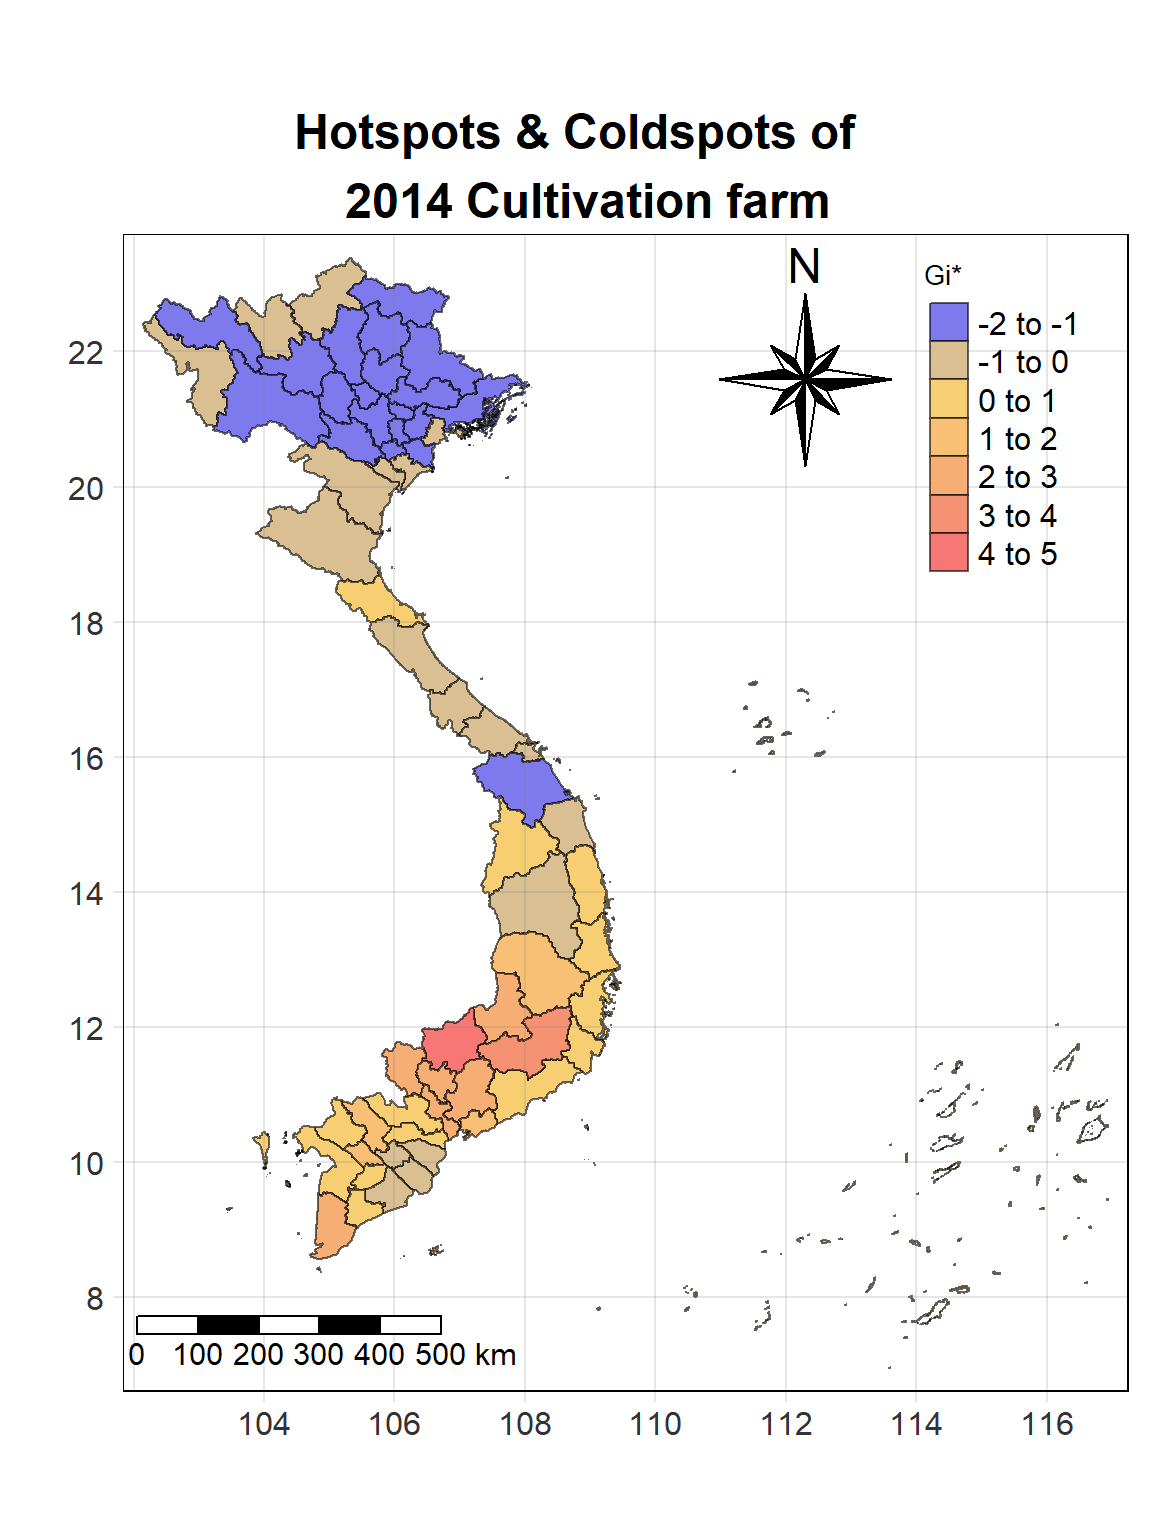 Hotspots & Coldspots of
2014 Cultivation farm
N
Gi*
-2 to -1
-1 to 0
0 to 1
1 to 2
2 to 3
3 to 4
4 to 5
22
20
18
16
14
12
10
8
0 100 200 300 400 500 km
104 106 108 110 112 114 116